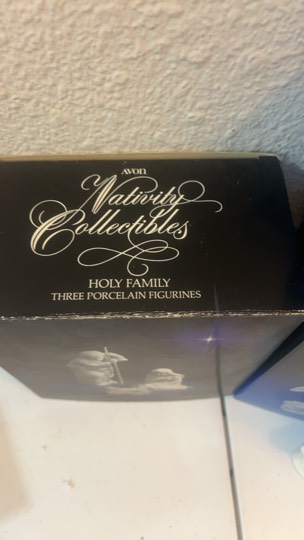 AVON
Nativity
Collectibles
HOLY FAMILY
THREE PORCELAIN FIGURINES